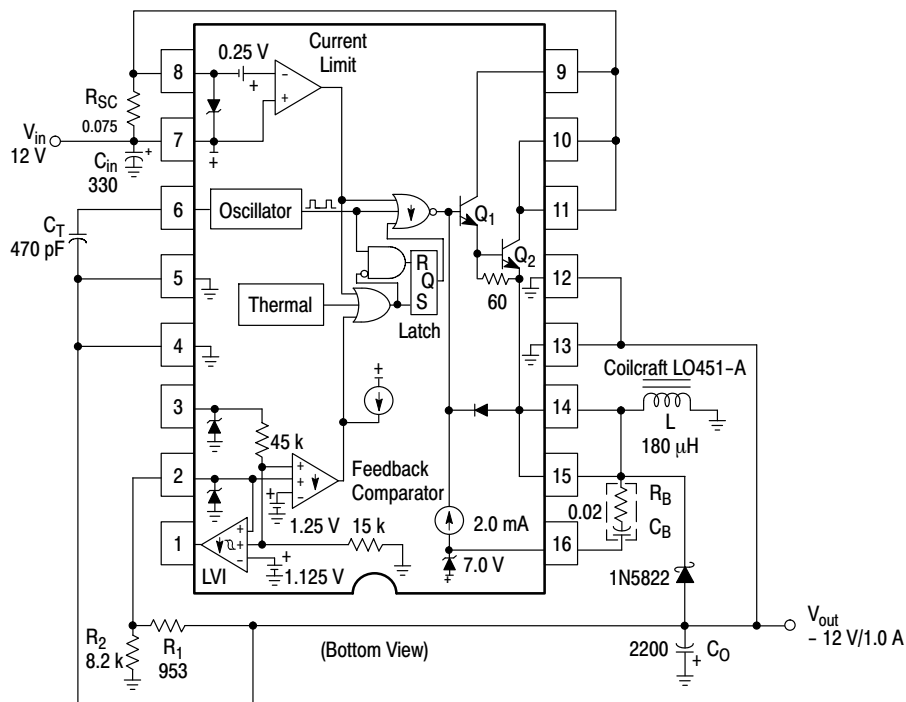 Current
Limit
0.25 V
+
−
+
8
9
RSC
0.075
Vin
12 V
7
+
+
Cin
330
10
6
Oscillator
Q1
11
CT
470 pF
5
R
Q
S
Q2
60
12
Thermal
Latch
4
13
+
Coilcraft LO451-A
3
14
45 k
L
180 µH
2
+
+
−
Feedback
Comparator
15
+
1.25 V
2.0 mA
0.02
RB
CB
1
+
+
−
15 k
16
+
1.125 V
7.0 V
+
LVI
1N5822
Vout
– 12 V/1.0 A
R2
8.2 k
R1
953
(Bottom View)
2200
+
CO